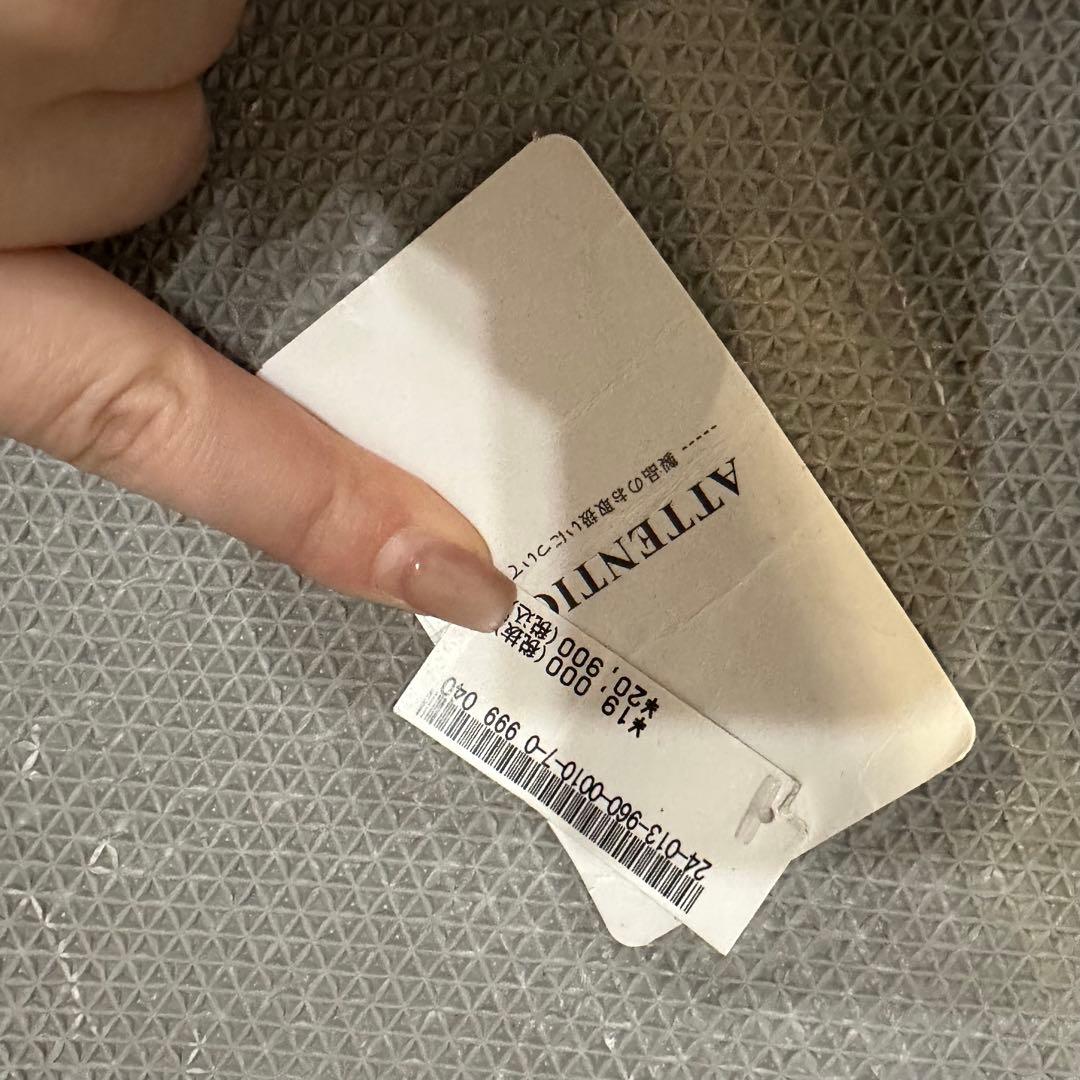 ATTENTIO
---- 製品のお取扱いについて
24-013-960-0010-7-0 999 040
*19,000(税抜)
*20,900(税込)